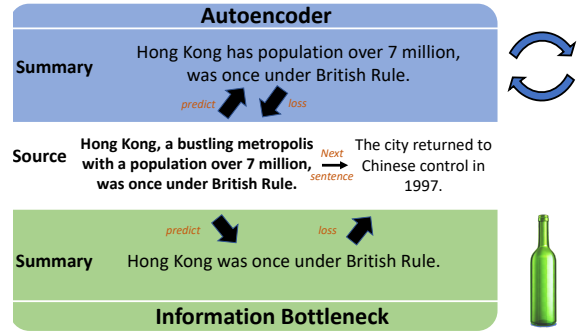 Autoencoder
Summary
Hong Kong has population over 7 million,
was once under British Rule.
predict
loss
Source
Hong Kong, a bustling metropolis
with a population over 7 million,
was once under British Rule.
Next
sentence
The city returned to
Chinese control in
1997.
predict
loss
Summary
Hong Kong was once under British Rule.
Information Bottleneck